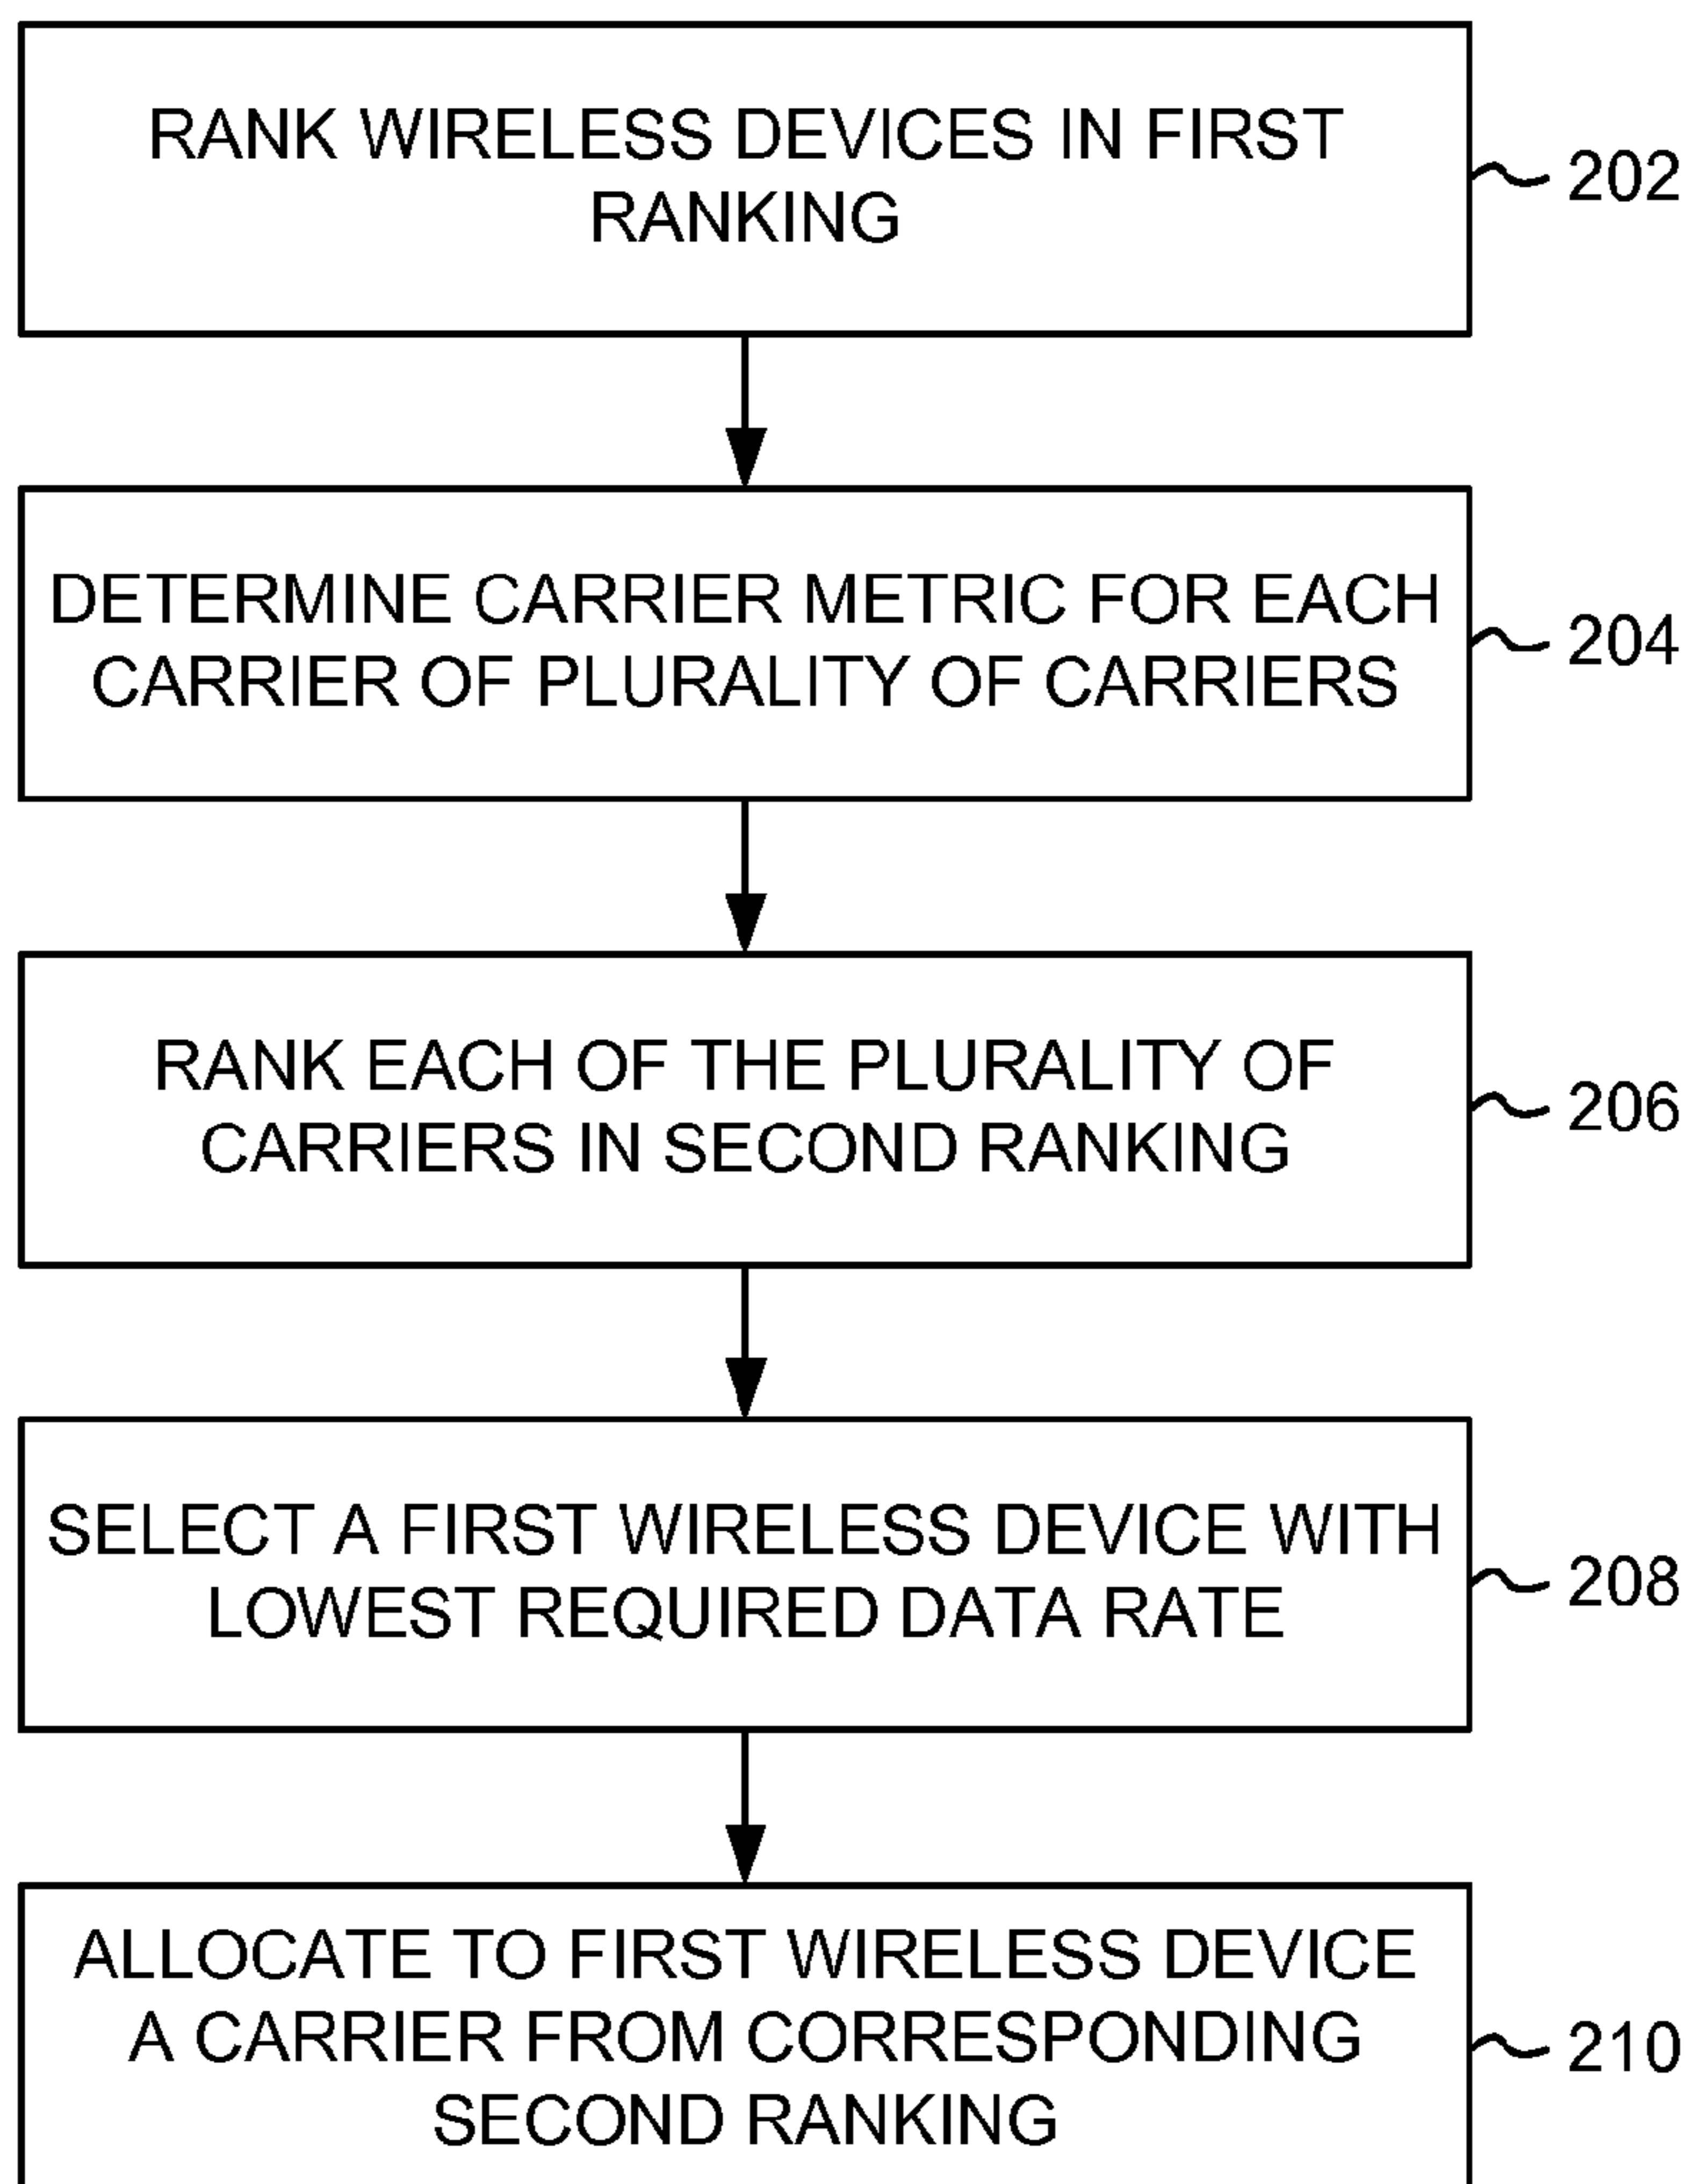 RANK WIRELESS DEVICES IN FIRST
RANKING
202
DETERMINE CARRIER METRIC FOR EACH
CARRIER OF PLURALITY OF CARRIERS
204
RANK EACH OF THE PLURALITY OF
CARRIERS IN SECOND RANKING
206
SELECT A FIRST WIRELESS DEVICE WITH
LOWEST REQUIRED DATA RATE
208
ALLOCATE TO FIRST WIRELESS DEVICE
A CARRIER FROM CORRESPONDING
SECOND RANKING
210